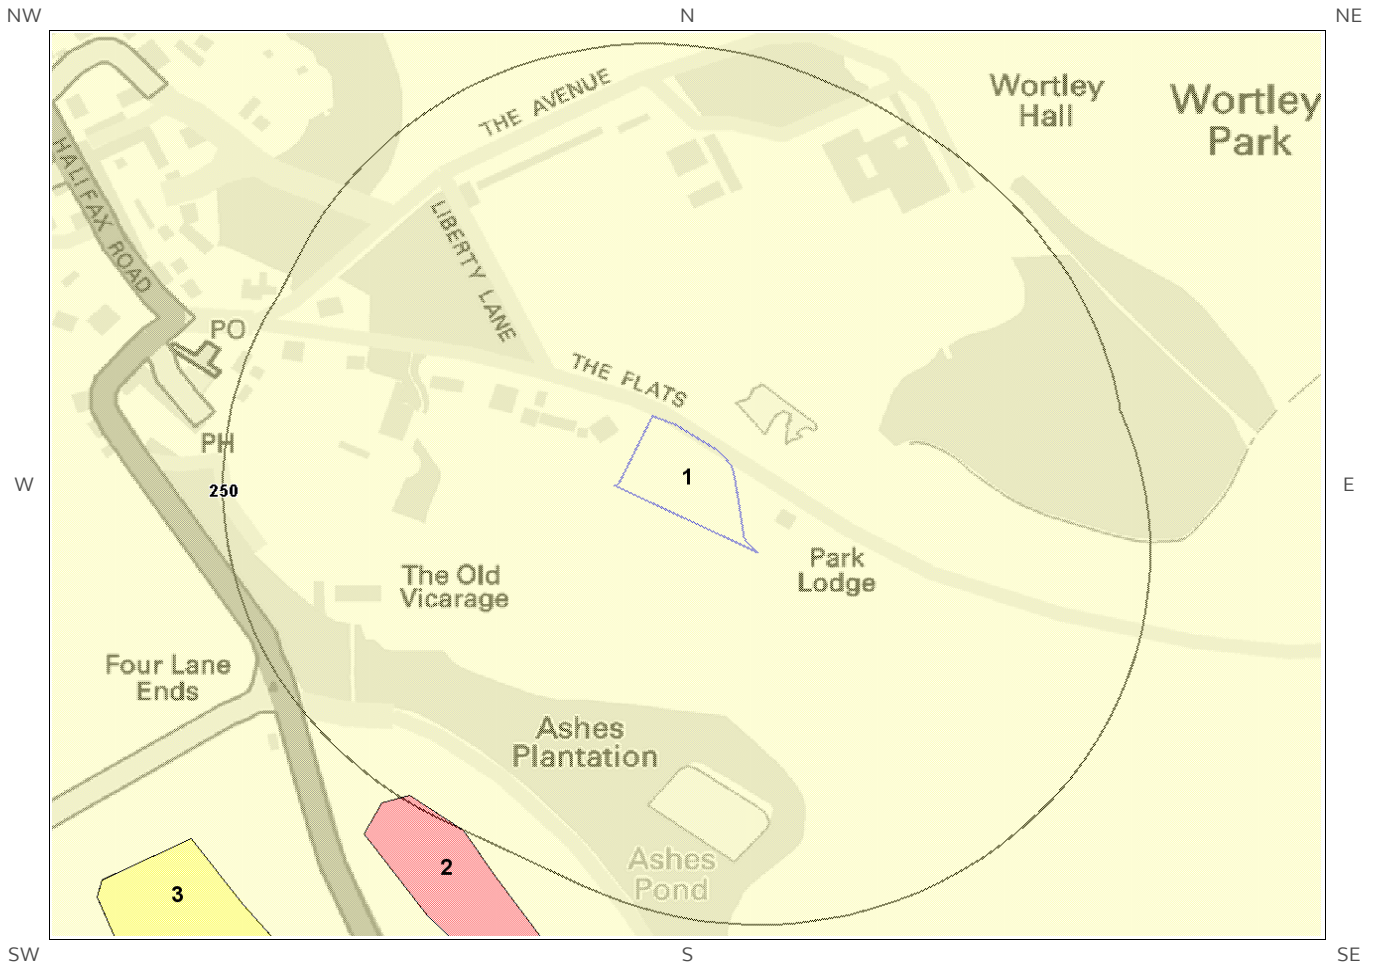 NW
N
NE
THE AVENUE
Wortley
Hall
Wortley
Park
HALIFAX ROAD
LIBERTY LANE
PO
THE FLATS
PH
W
250
1
E
Park
Lodge
The Old
Vicarage
Four Lane
Ends
Ashes
Plantation
2
3
Ashes
Pond
SW
S
SE